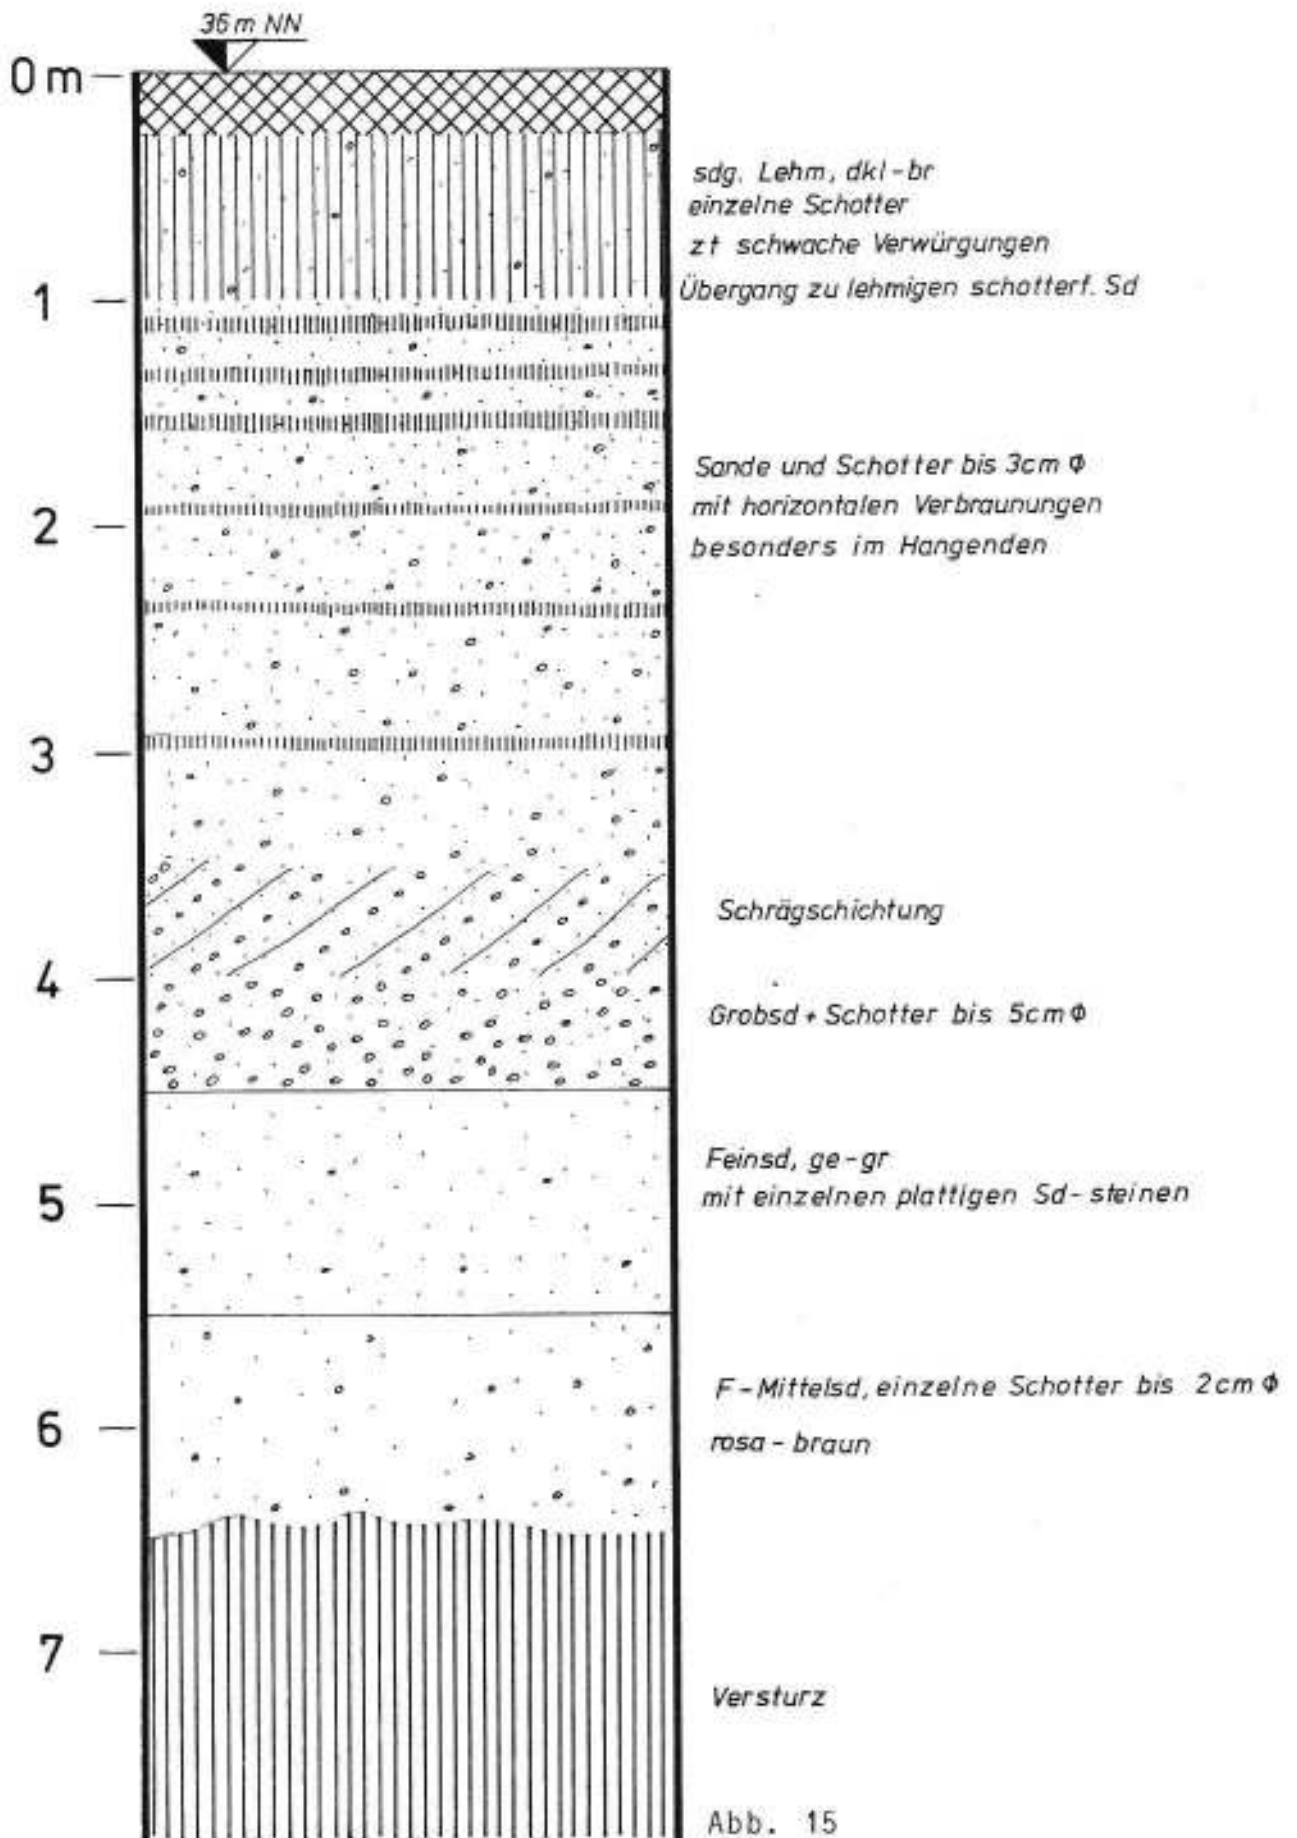 36 m NN
0 m
sdg. Lehm, dkl-br
einzelne Schotter
zt schwache Verwürgungen
Übergang zu lehmigen schotterf. Sd
1
Sande und Schotter bis 3cm Φ
mit horizontalen Verbraunungen
besonders im Hangenden
2
3
Schrägschichtung
4
Grobsd + Schotter bis 5cm Φ
Feinsd, ge-gr
mit einzelnen plattigen Sd-steinen
5
F-Mittelsd, einzelne Schotter bis 2cm Φ
rosa-braun
6
7
Versturz
Abb. 15